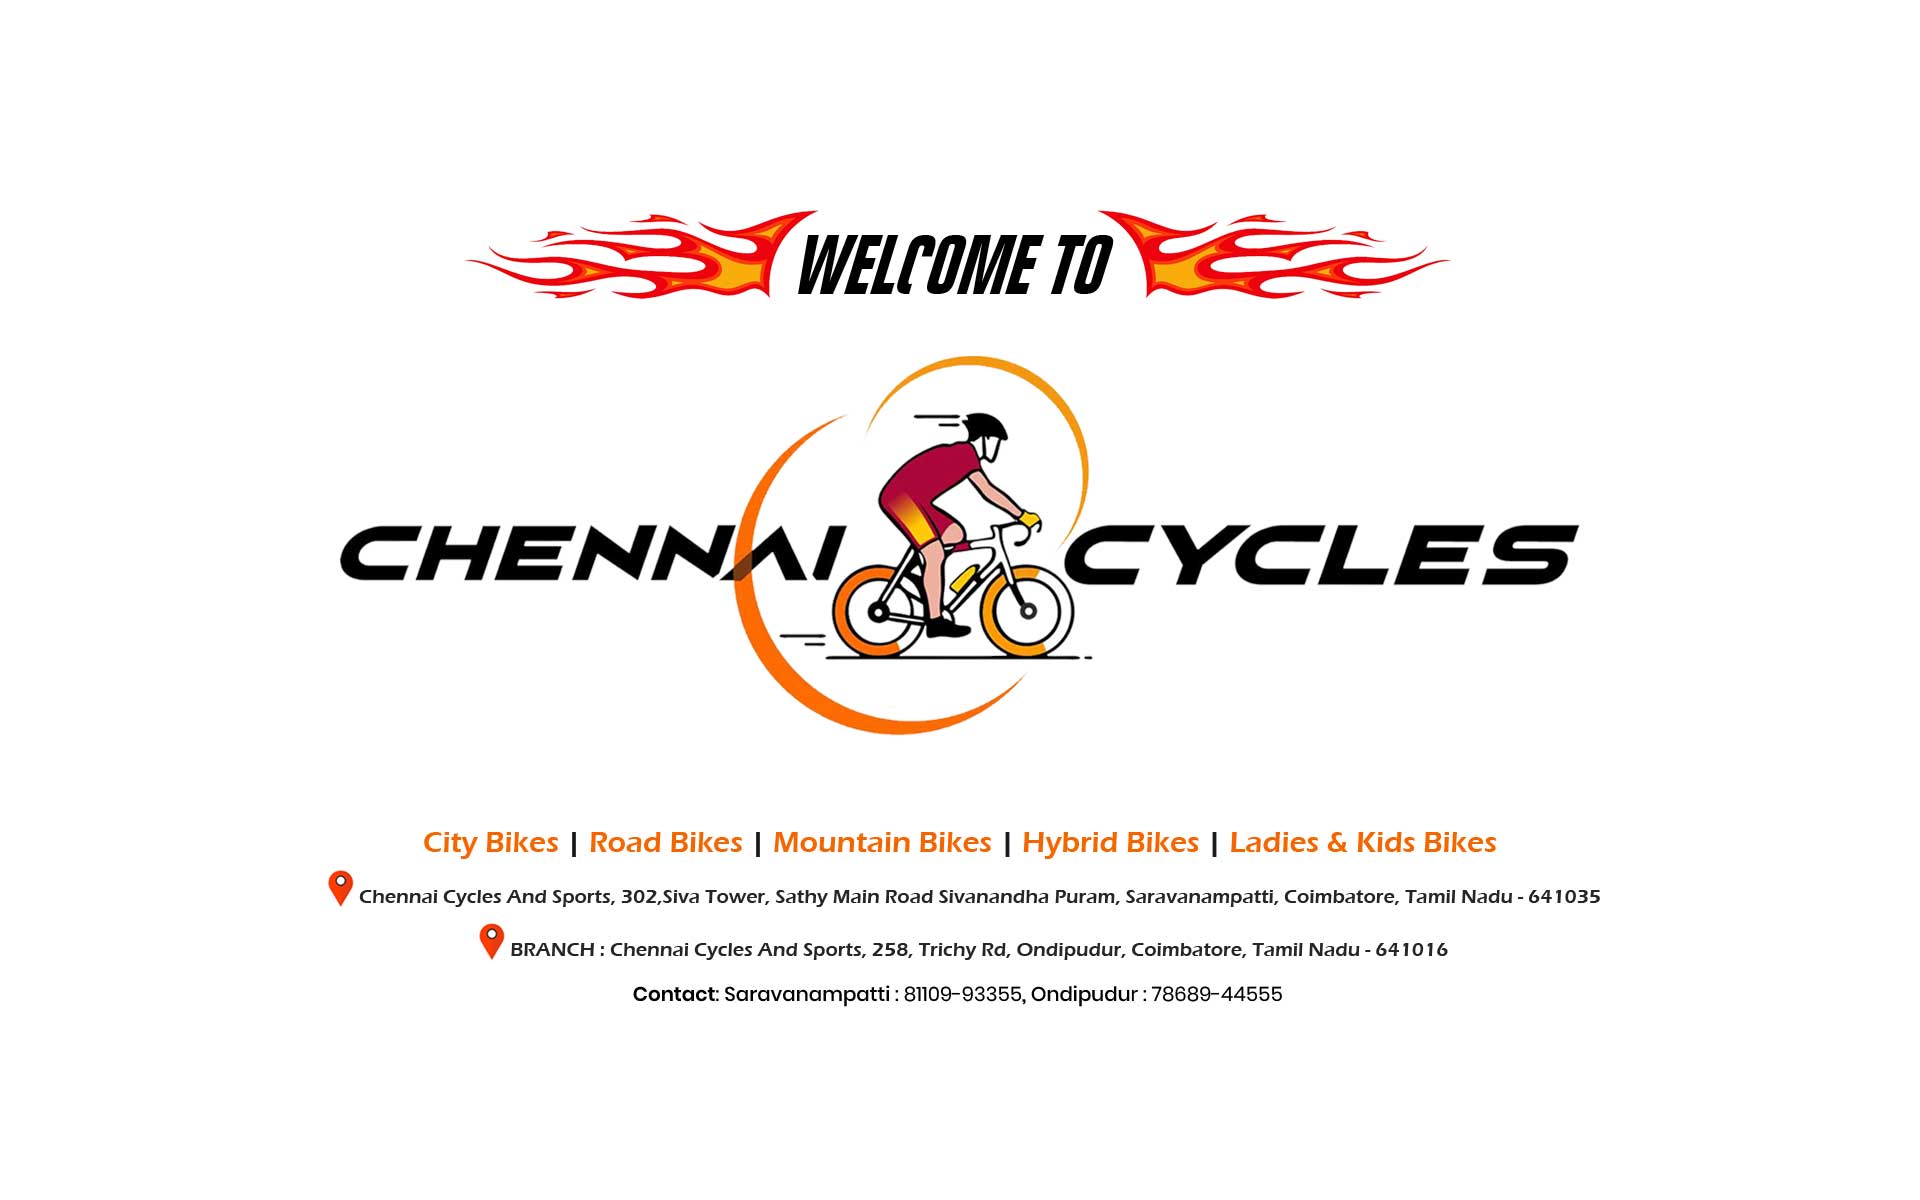 WELCOME TO
CHENNAI CYCLES
City Bikes | Road Bikes | Mountain Bikes | Hybrid Bikes | Ladies & Kids Bikes
Chennai Cycles And Sports, 302,Siva Tower, Sathy Main Road Sivanandha Puram, Saravanampatti, Coimbatore, Tamil Nadu - 641035
BRANCH : Chennai Cycles And Sports, 258, Trichy Rd, Ondipudur, Coimbatore, Tamil Nadu - 641016
Contact: Saravanampatti : 81109-93355, Ondipudur : 78689-44555